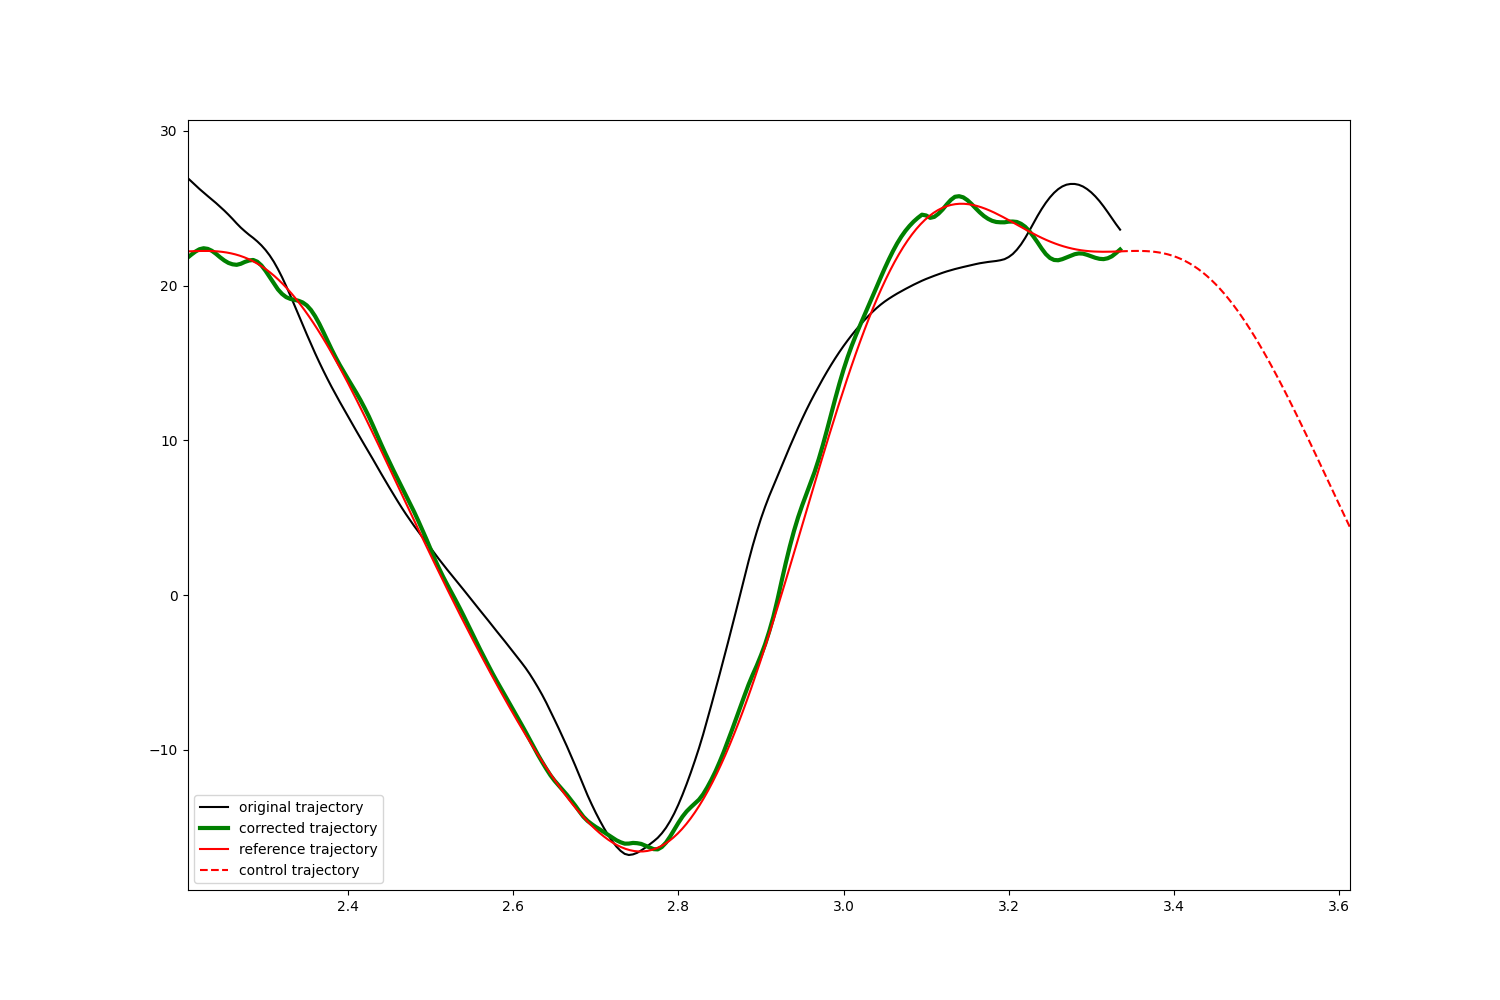 30
20
10
0
−10
original trajectory
corrected trajectory
reference trajectory
control trajectory
2.4 2.6 2.8 3.0 3.2 3.4 3.6